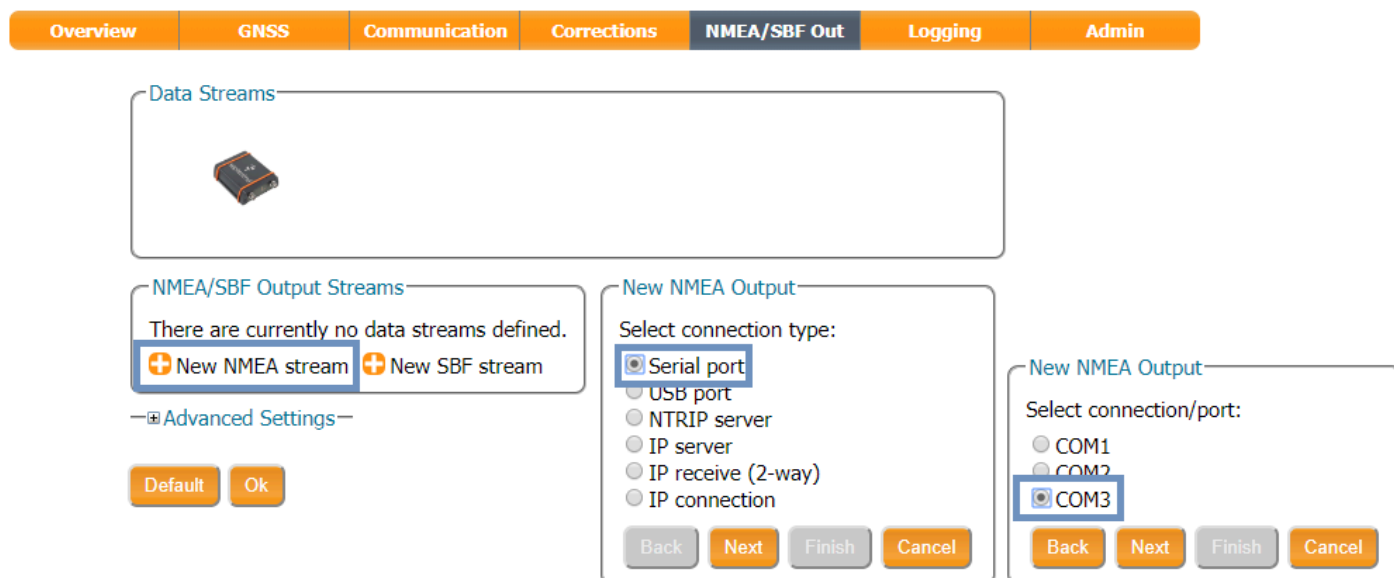 Overview GNSS Communication Corrections NMEA/SBF Out Logging Admin
Data Streams
NMEA/SBF Output Streams
There are currently no data streams defined.
New NMEA stream New SBF stream
Advanced Settings
Default Ok
New NMEA Output
Select connection type:
Serial port
USB port
NTRIP server
IP server
IP receive (2-way)
IP connection
Back Next Finish Cancel
New NMEA Output
Select connection/port:
COM1
COM2
COM3
Back Next Finish Cancel